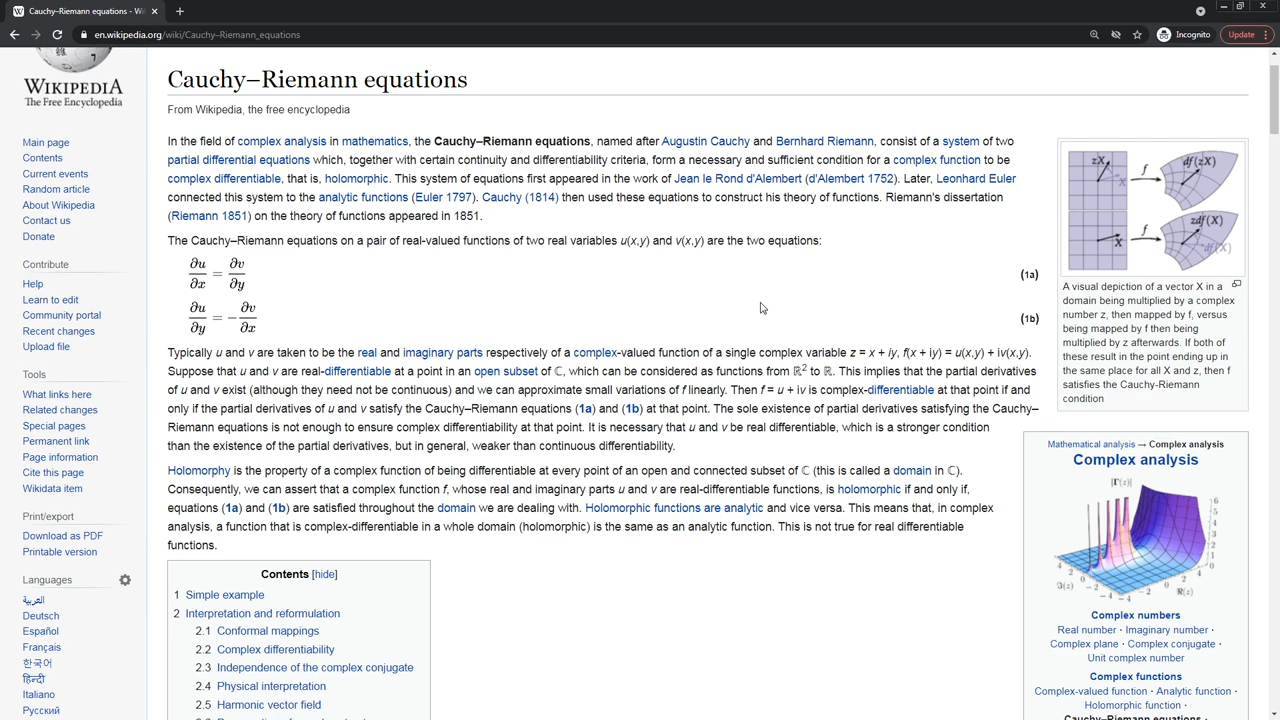 Cauchy–Riemann equations - Wi
en.wikipedia.org/wiki/Cauchy–Riemann_equations
Incognito
Update
WIKIPEDIA
The Free Encyclopedia
Main page
Contents
Current events
Random article
About Wikipedia
Contact us
Donate
Contribute
Help
Learn to edit
Community portal
Recent changes
Upload file
Tools
What links here
Related changes
Special pages
Permanent link
Page information
Cite this page
Wikidata item
Print/export
Download as PDF
Printable version
Languages
العربية
Deutsch
Español
Français
한국어
हिन्दी
Italiano
Русский
Cauchy–Riemann equations
From Wikipedia, the free encyclopedia
In the field of complex analysis in mathematics, the Cauchy–Riemann equations, named after Augustin Cauchy and Bernhard Riemann, consist of a system of two
partial differential equations which, together with certain continuity and differentiability criteria, form a necessary and sufficient condition for a complex function to be
complex differentiable, that is, holomorphic. This system of equations first appeared in the work of Jean le Rond d'Alembert (d'Alembert 1752). Later, Leonhard Euler
connected this system to the analytic functions (Euler 1797). Cauchy (1814) then used these equations to construct his theory of functions. Riemann's dissertation
(Riemann 1851) on the theory of functions appeared in 1851.
The Cauchy–Riemann equations on a pair of real-valued functions of two real variables u(x,y) and v(x,y) are the two equations:
∂u/∂x = ∂v/∂y (1a)
∂u/∂y = −∂v/∂x (1b)
Typically u and v are taken to be the real and imaginary parts respectively of a complex-valued function of a single complex variable z = x + iy, f(x + iy) = u(x,y) + iv(x,y).
Suppose that u and v are real-differentiable at a point in an open subset of ℂ, which can be considered as functions from ℝ² to ℝ. This implies that the partial derivatives
of u and v exist (although they need not be continuous) and we can approximate small variations of f linearly. Then f = u + iv is complex-differentiable at that point if and
only if the partial derivatives of u and v satisfy the Cauchy–Riemann equations (1a) and (1b) at that point. The sole existence of partial derivatives satisfying the Cauchy–
Riemann equations is not enough to ensure complex differentiability at that point. It is necessary that u and v be real differentiable, which is a stronger condition
than the existence of the partial derivatives, but in general, weaker than continuous differentiability.
Holomorphy is the property of a complex function of being differentiable at every point of an open and connected subset of ℂ (this is called a domain in ℂ).
Consequently, we can assert that a complex function f, whose real and imaginary parts u and v are real-differentiable functions, is holomorphic if and only if,
equations (1a) and (1b) are satisfied throughout the domain we are dealing with. Holomorphic functions are analytic and vice versa. This means that, in complex
analysis, a function that is complex-differentiable in a whole domain (holomorphic) is the same as an analytic function. This is not true for real differentiable
functions.
Contents [hide]
1 Simple example
2 Interpretation and reformulation
2.1 Conformal mappings
2.2 Complex differentiability
2.3 Independence of the complex conjugate
2.4 Physical interpretation
2.5 Harmonic vector field
zX X f df(zX)
X f zdf(X) df(X)
A visual depiction of a vector X in a
domain being multiplied by a complex
number z, then mapped by f, versus
being mapped by f then being
multiplied by z afterwards. If both of
these result in the point ending up in
the same place for all X and z, then f
satisfies the Cauchy-Riemann
condition
Mathematical analysis → Complex analysis
Complex analysis
|Γ(z)|
6
5
4
3
2
1
0
4 2 0 −2 −4
ℑ(z)
−4 −2 0 2 4
ℜ(z)
Complex numbers
Real number · Imaginary number ·
Complex plane · Complex conjugate ·
Unit complex number
Complex functions
Complex-valued function · Analytic function ·
Holomorphic function ·
Cauchy–Riemann equations ·